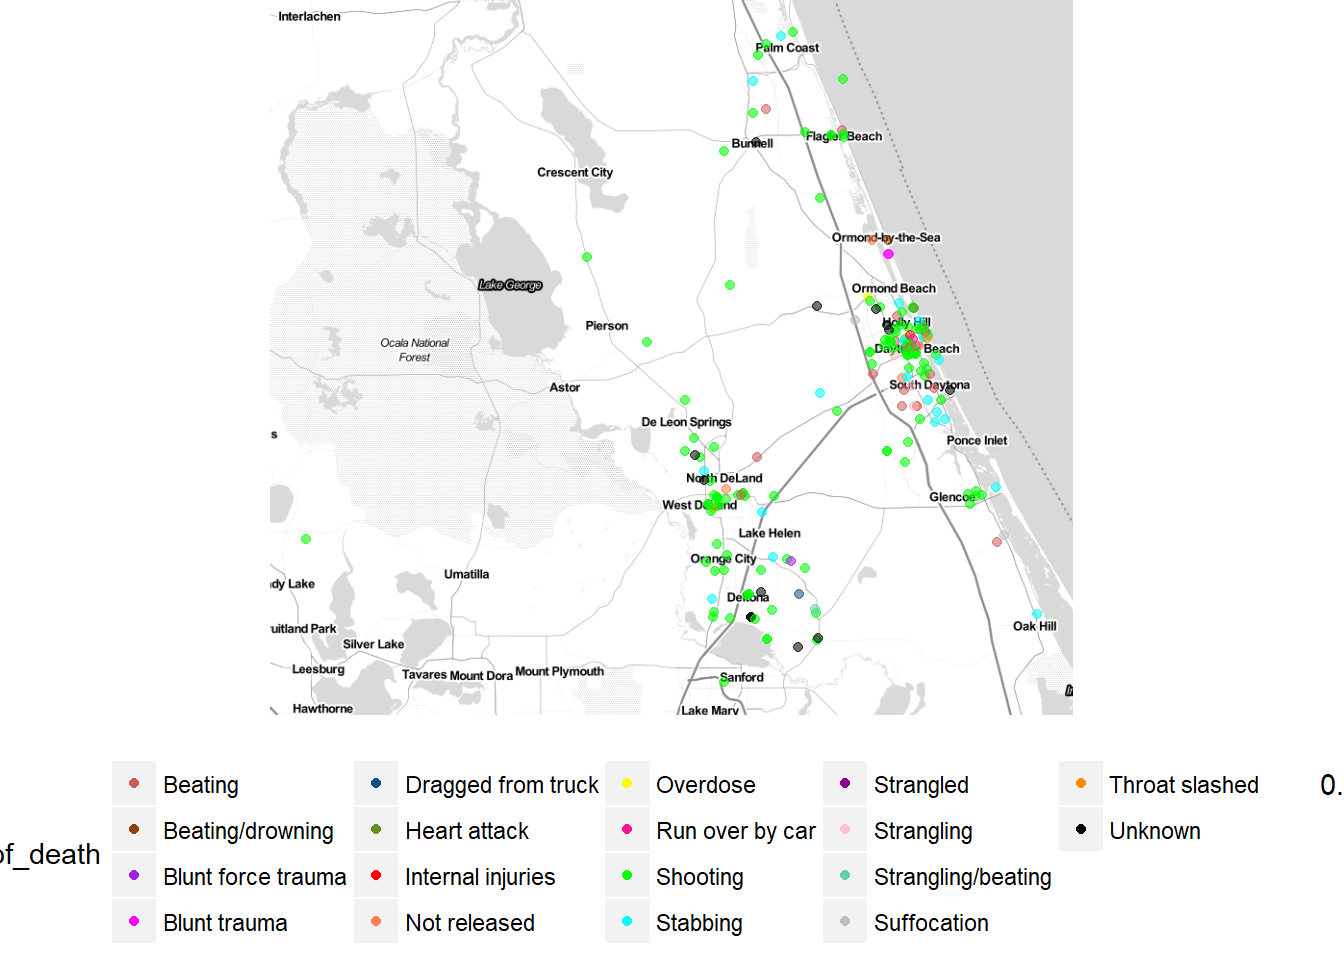 Interlachen
Palm Coast
Bunnell
Flagler Beach
Crescent City
Ormond-by-the-Sea
Lake George
Ormond Beach
Holly Hill
Pierson
Ocala National
Forest
Daytona Beach
Astor
South Daytona
De Leon Springs
s
Ponce Inlet
North DeLand
Glencoe
West DeLand
Lake Helen
Orange City
Umatilla
dy Lake
Deltona
ruitland Park
Oak Hill
Silver Lake
Leesburg
Tavares
Mount Dora
Mount Plymouth
Sanford
Hawthorne
Lake Mary
of_death
Beating
Beating/drowning
Blunt force trauma
Blunt trauma
Dragged from truck
Heart attack
Internal injuries
Not released
Overdose
Run over by car
Shooting
Stabbing
Strangled
Strangling
Strangling/beating
Suffocation
Throat slashed
Unknown
0.